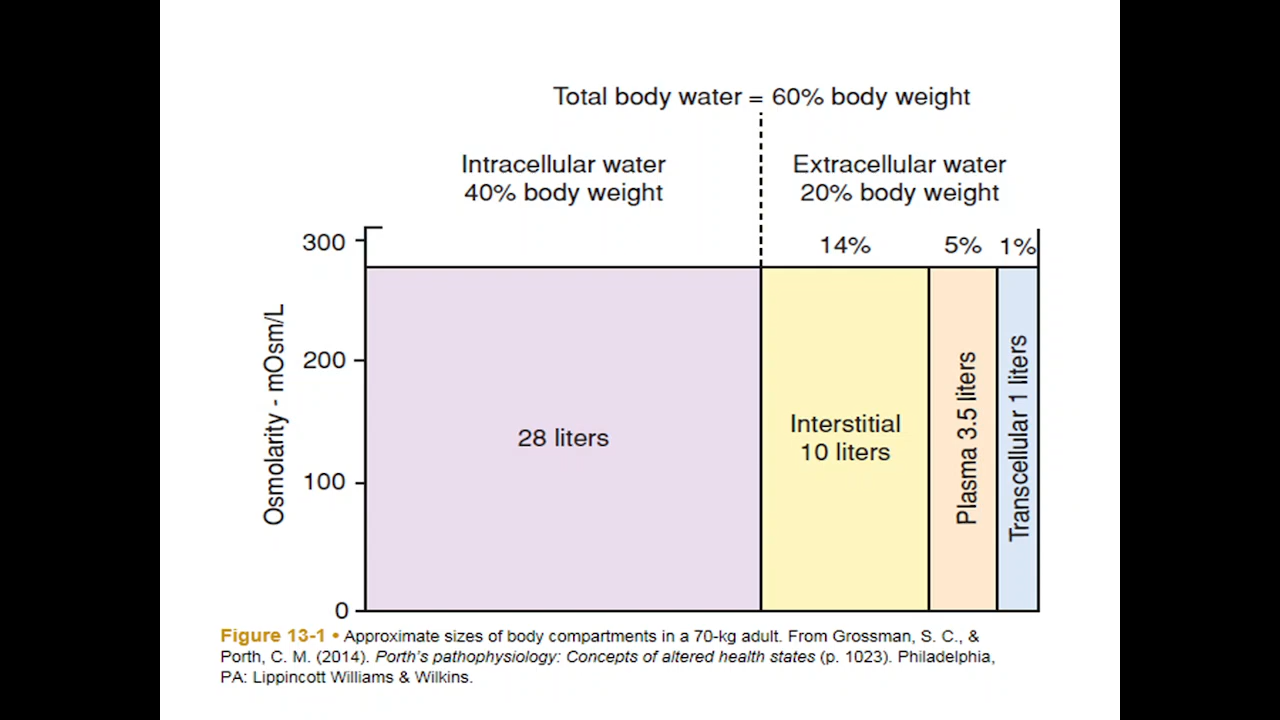 Total body water = 60% body weight
Intracellular water
40% body weight
Extracellular water
20% body weight
14%
5%
1%
300
200
100
0
Osmolarity - mOsm/L
28 liters
Interstitial
10 liters
Plasma 3.5 liters
Transcellular 1 liters
Figure 13-1 • Approximate sizes of body compartments in a 70-kg adult. From Grossman, S. C., &
Porth, C. M. (2014). Porth's pathophysiology: Concepts of altered health states (p. 1023). Philadelphia,
PA: Lippincott Williams & Wilkins.